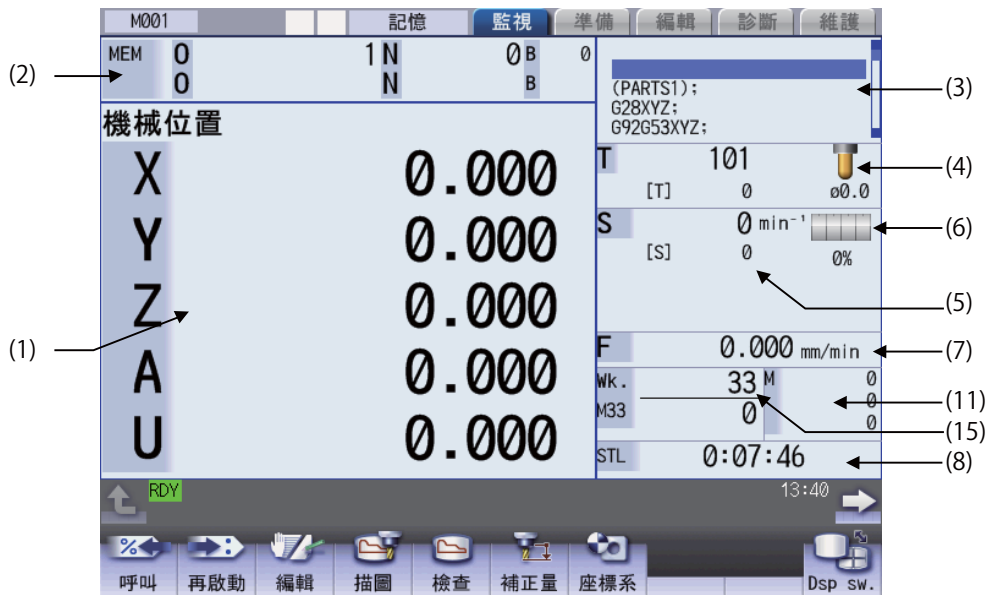 M001 記憶 監視 準備 編輯 診斷 維護
MEM O 1 N 0 B 0
O N B
(2)
(PARTS1);
G28XYZ;
G92G53XYZ;
(3)
機械位置
X 0.000
Y 0.000
Z 0.000
A 0.000
U 0.000
(1)
T 101
[T] 0 ø0.0
(4)
S 0 min⁻¹
[S] 0 0%
(6)
(5)
F 0.000 mm/min
(7)
Wk. 33 M 0
0
M33 0 0
(11)
(15)
STL 0:07:46
(8)
RDY 13:40
呼叫 再啟動 編輯 描圖 檢查 補正量 座標系 Dsp sw.